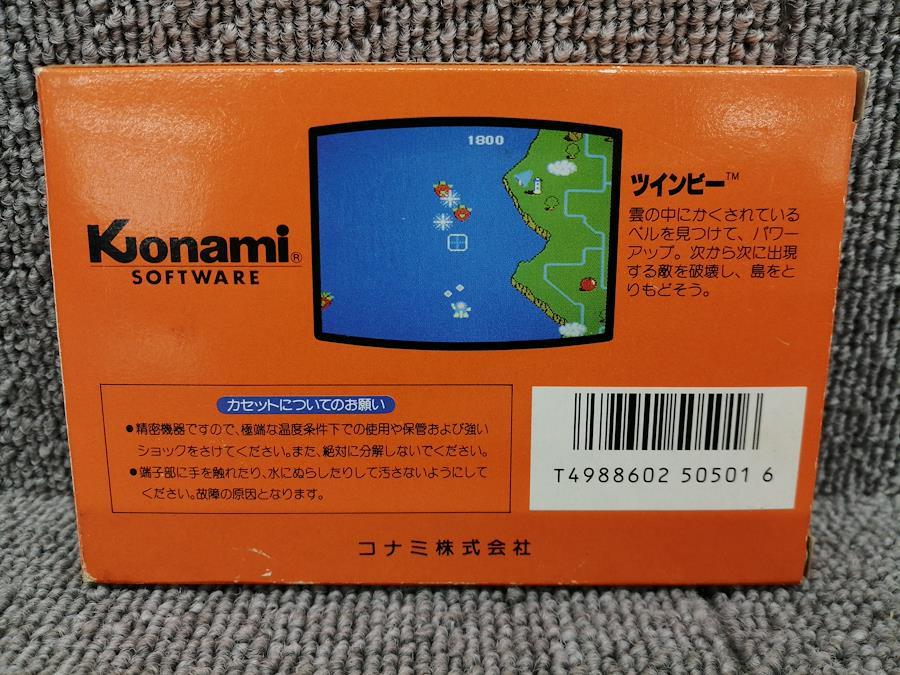 Konami®
SOFTWARE
1800
ツインビー™
雲の中にかくされている
ベルを見つけて、パワー
アップ。次から次に出現
する敵を破壊し、島をと
りもどそう。
カセットについてのお願い
●精密機器ですので、極端な温度条件下での使用や保管および強い
ショックをさけてください。また、絶対に分解しないでください。
●端子部に手を触れたり、水にぬらしたりして汚さないようにして
ください。故障の原因となります。
T4988602 50501 6
コナミ株式会社